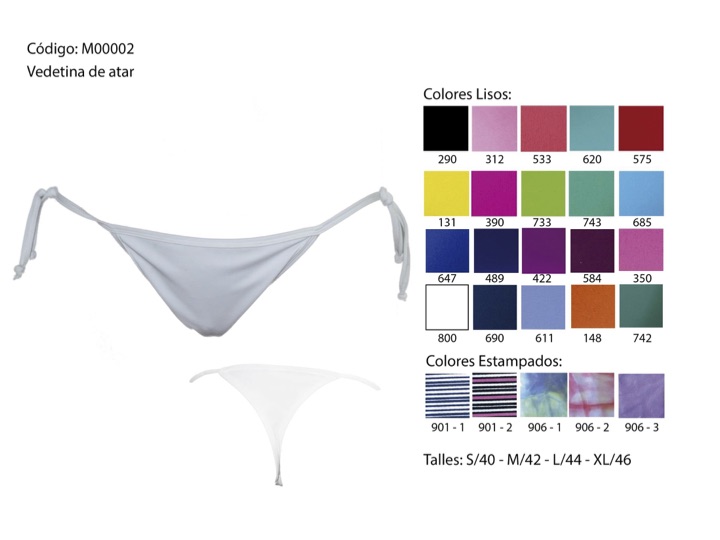 Código: M00002
Vedetina de atar
Colores Lisos:
290 312 533 620 575
131 390 733 743 685
647 489 422 584 350
800 690 611 148 742
Colores Estampados:
901 - 1 901 - 2 906 - 1 906 - 2 906 - 3
Talles: S/40 - M/42 - L/44 - XL/46